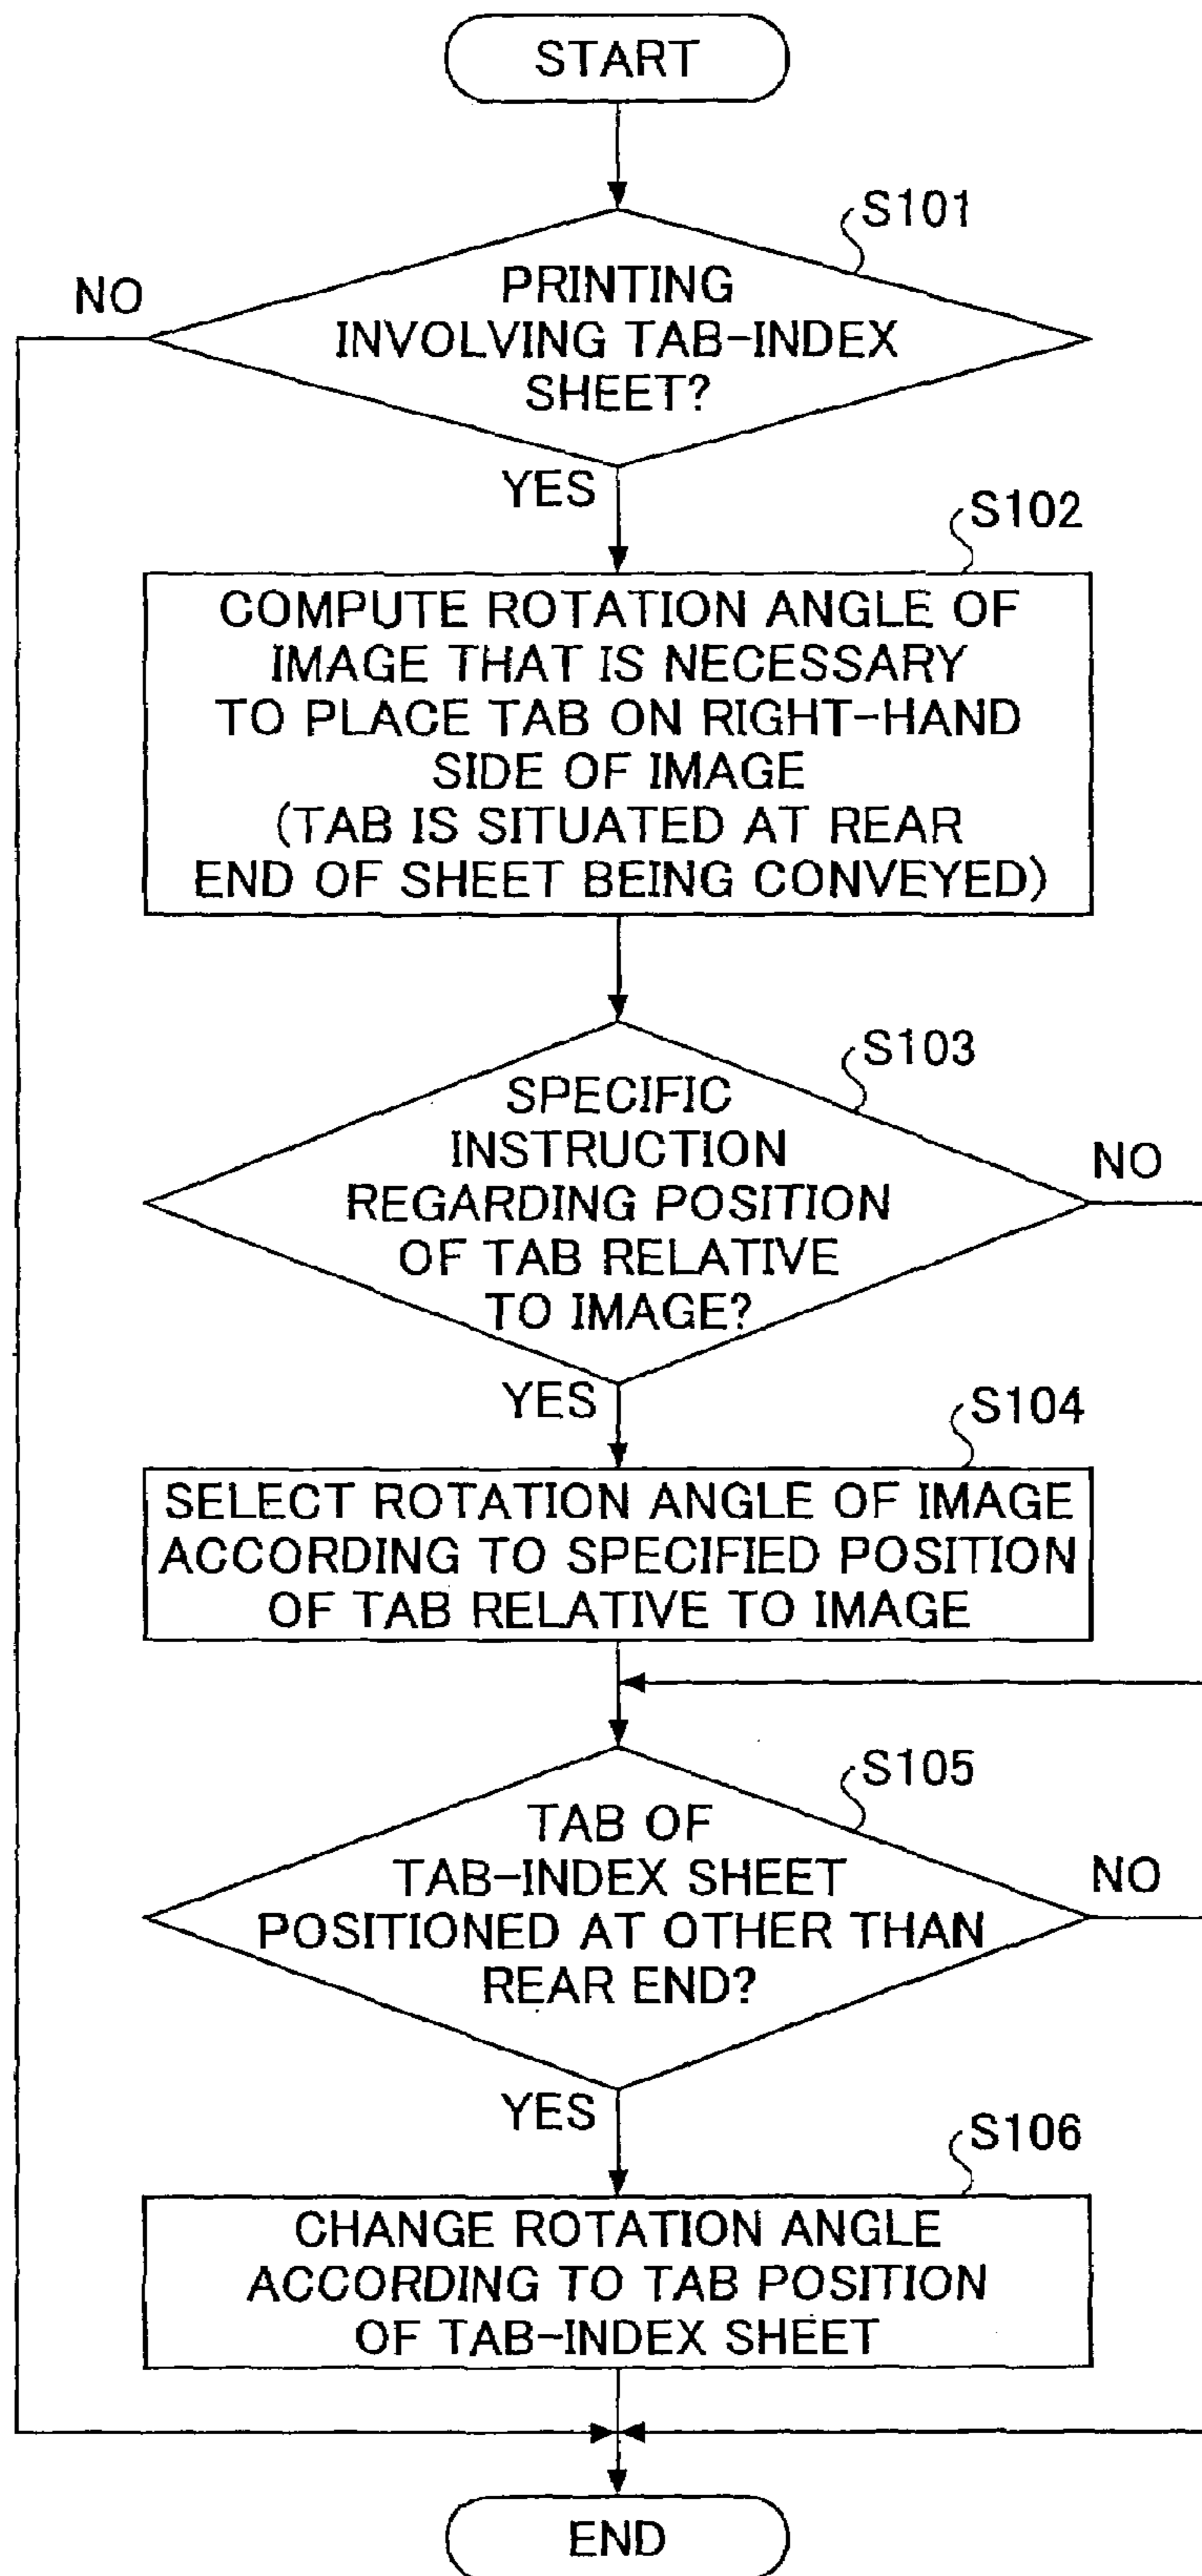 START
S101
PRINTING
INVOLVING TAB-INDEX
SHEET?
NO
YES
S102
COMPUTE ROTATION ANGLE OF
IMAGE THAT IS NECESSARY
TO PLACE TAB ON RIGHT-HAND
SIDE OF IMAGE
(TAB IS SITUATED AT REAR
END OF SHEET BEING CONVEYED)
S103
SPECIFIC
INSTRUCTION
REGARDING POSITION
OF TAB RELATIVE
TO IMAGE?
NO
YES
S104
SELECT ROTATION ANGLE OF IMAGE
ACCORDING TO SPECIFIED POSITION
OF TAB RELATIVE TO IMAGE
S105
TAB OF
TAB-INDEX SHEET
POSITIONED AT OTHER THAN
REAR END?
NO
YES
S106
CHANGE ROTATION ANGLE
ACCORDING TO TAB POSITION
OF TAB-INDEX SHEET
END